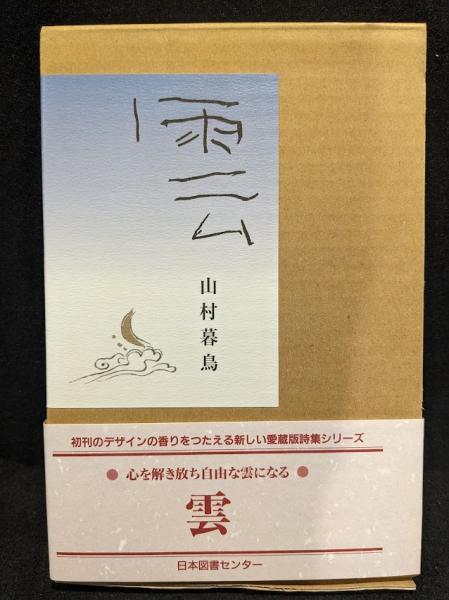 雲
山村暮鳥
初刊のデザインの香りをつたえる新しい愛蔵版詩集シリーズ
● 心を解き放ち自由な雲になる ●
雲
日本図書センター